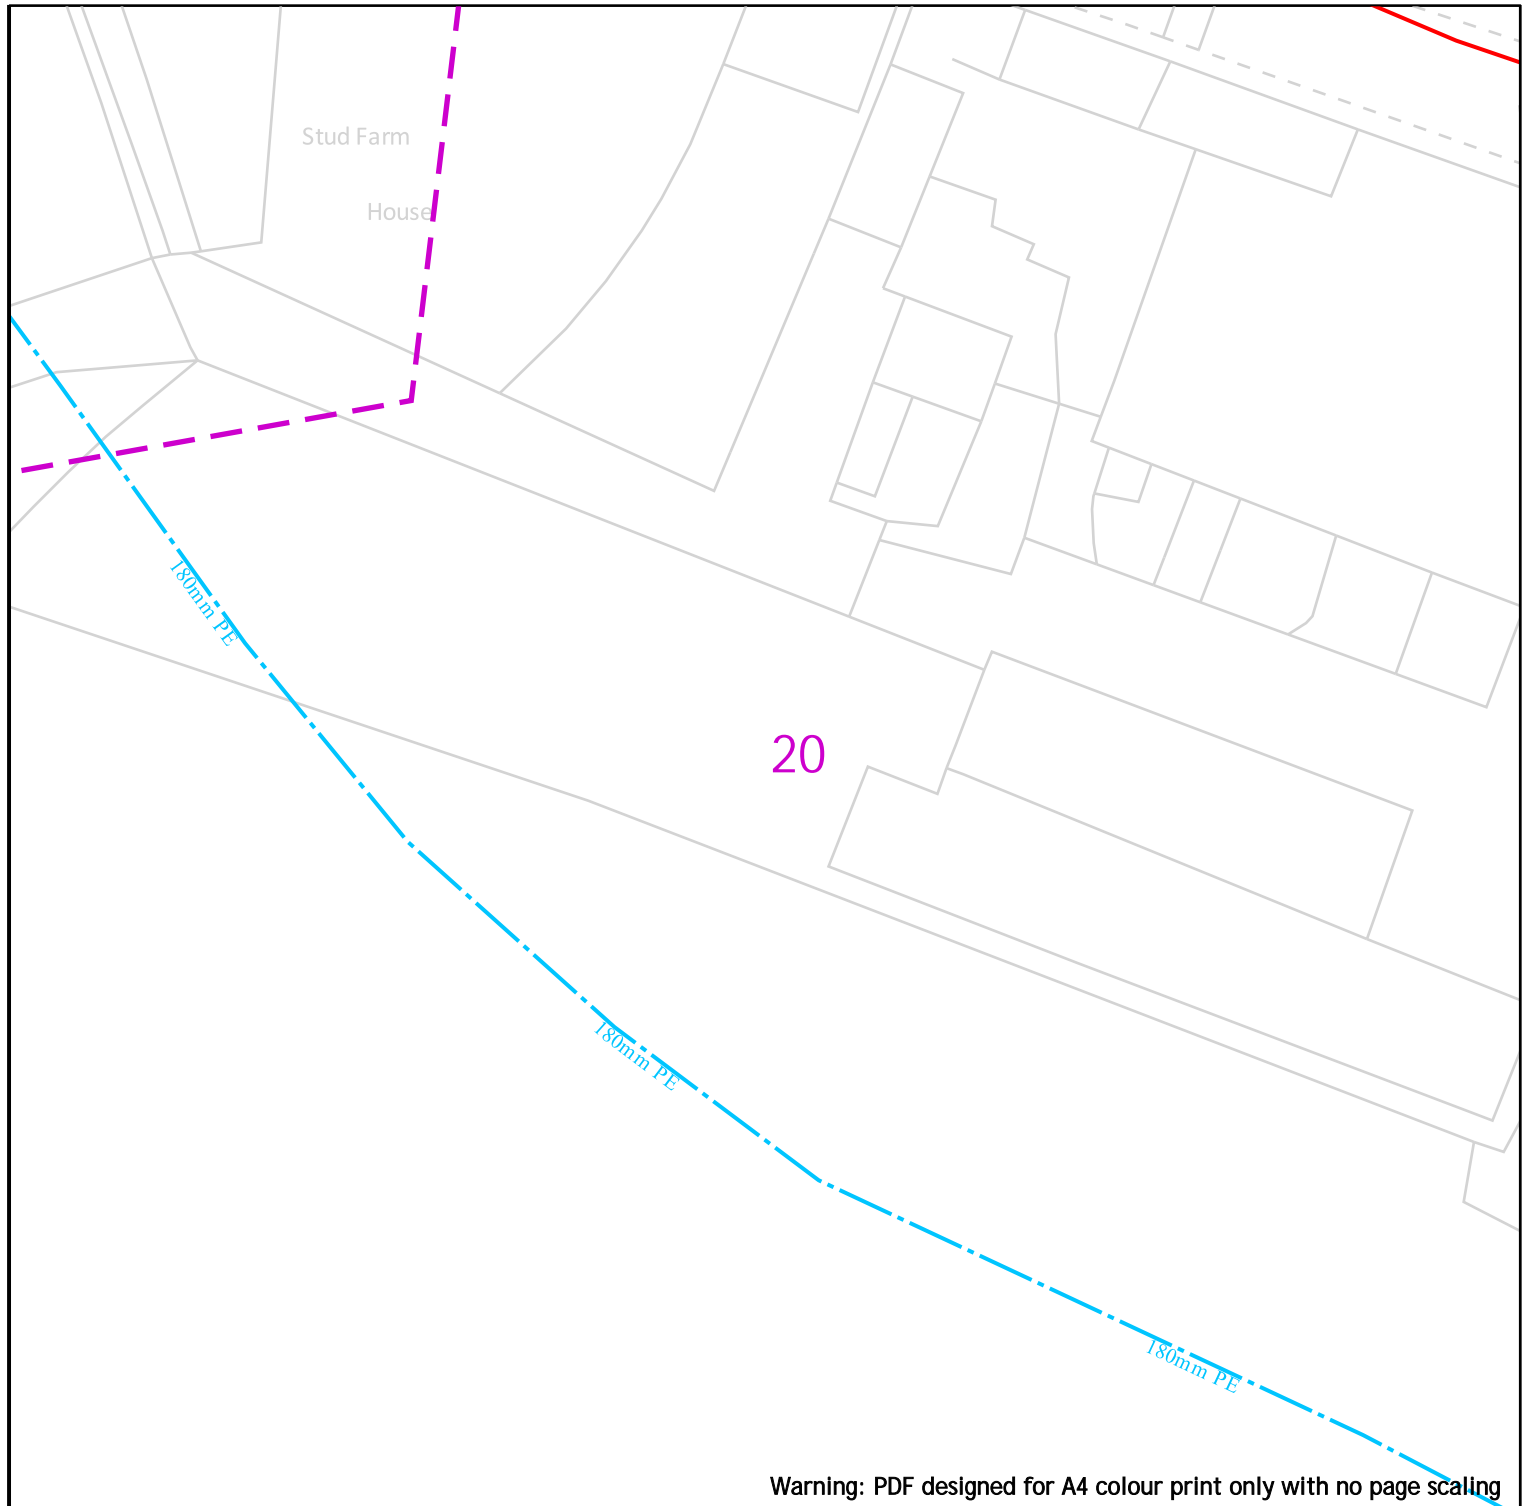 Stud Farm
House
180mm PE
20
180mm PE
180mm PE
Warning: PDF designed for A4 colour print only with no page scaling